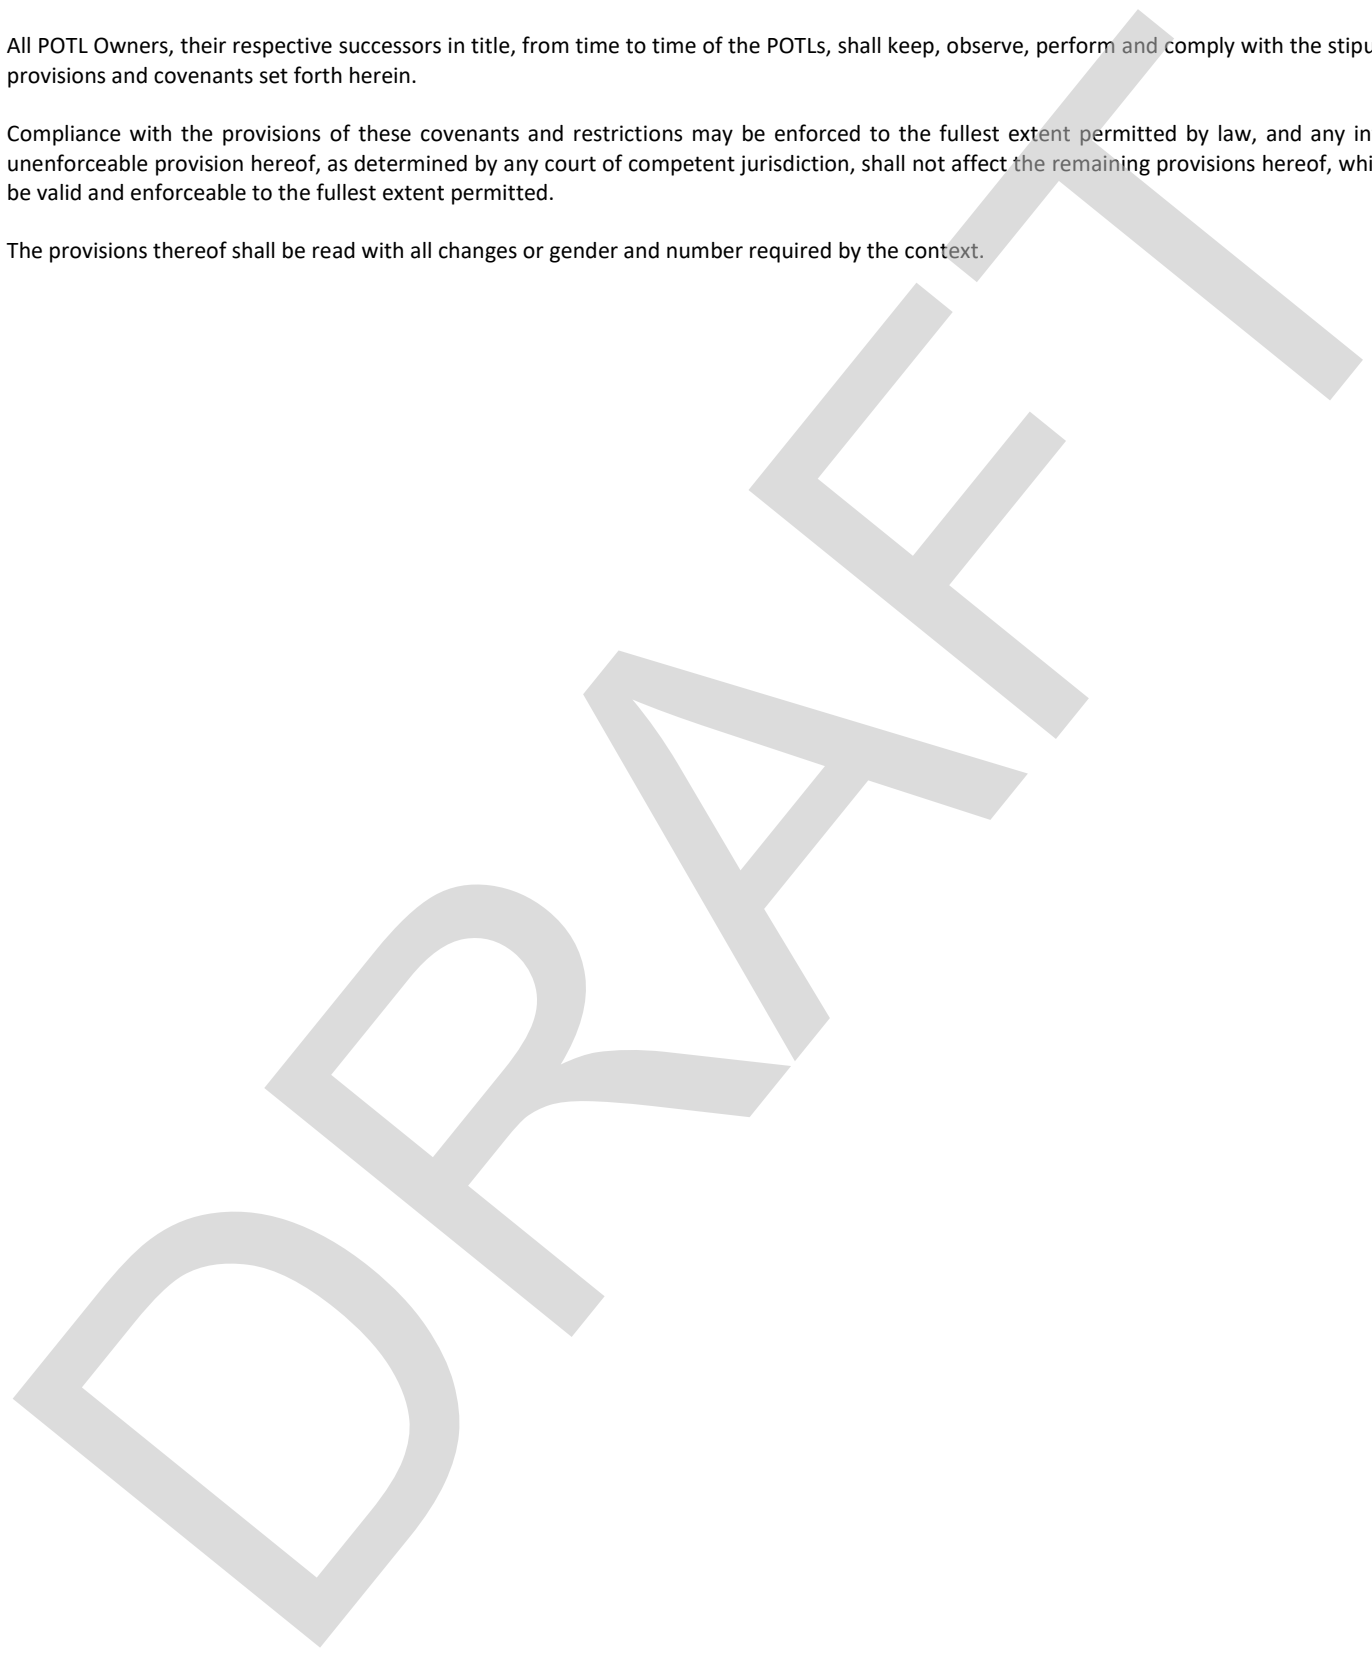 All POTL Owners, their respective successors in title, from time to time of the POTLs, shall keep, observe, perform and comply with the
provisions and covenants set forth herein.
Compliance with the provisions of these covenants and restrictions may be enforced to the fullest extent permitted by law, and any
unenforceable provision hereof, as determined by any court of competent jurisdiction, shall not affect the remaining provisions hereof,
be valid and enforceable to the fullest extent permitted.
The provisions thereof shall be read with all changes or gender and number required by the context.
DRAFT